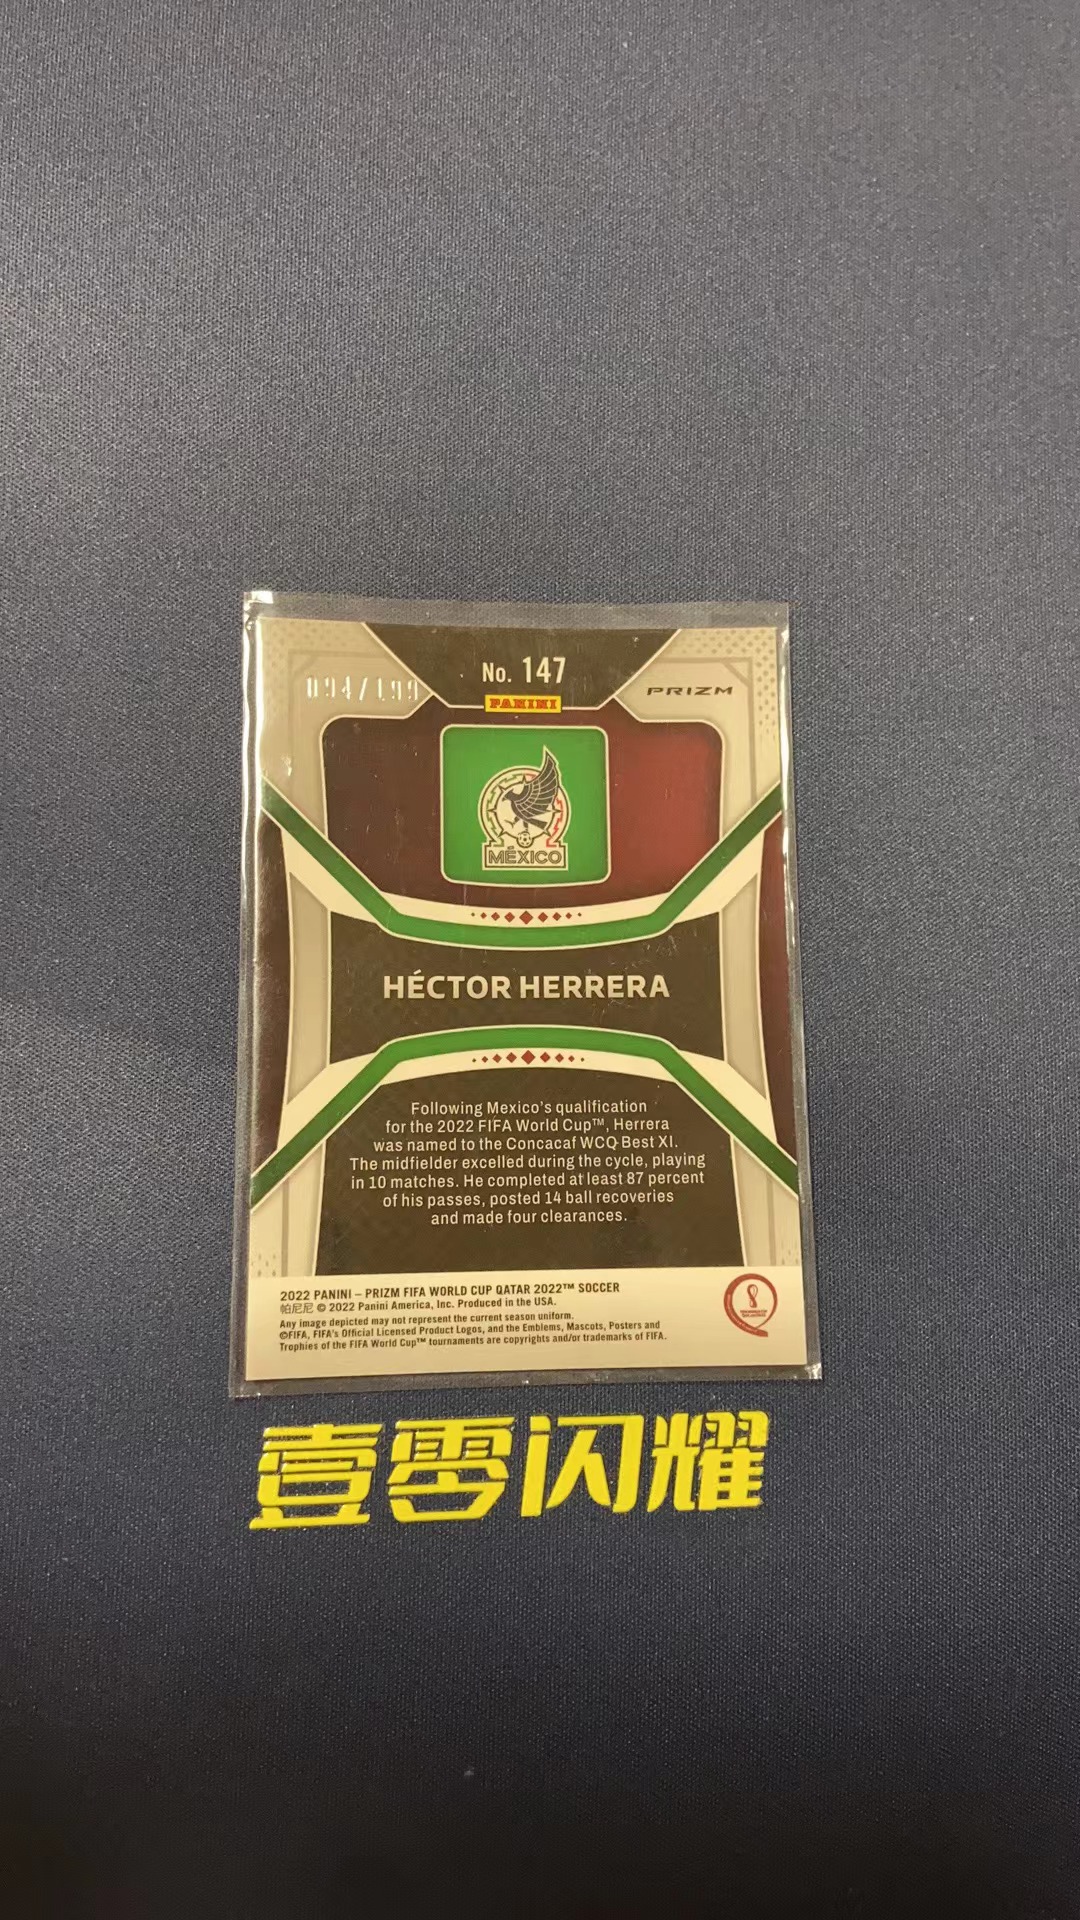 No. 147
094/199
PRIZM
PANINI
MÉXICO
HÉCTOR HERRERA
Following Mexico's qualification
for the 2022 FIFA World Cup™, Herrera
was named to the Concacaf WCQ Best XI.
The midfielder excelled during the cycle, playing
in 10 matches. He completed at least 87 percent
of his passes, posted 14 ball recoveries
and made four clearances.
2022 PANINI – PRIZM FIFA WORLD CUP QATAR 2022™ SOCCER
帕尼尼 © 2022 Panini America, Inc. Produced in the USA.
Any image depicted may not represent the current season uniform.
©FIFA, FIFA's Official Licensed Product Logos, and the Emblems, Mascots, Posters and
Trophies of the FIFA World Cup™ tournaments are copyrights and/or trademarks of FIFA.
壹零闪耀